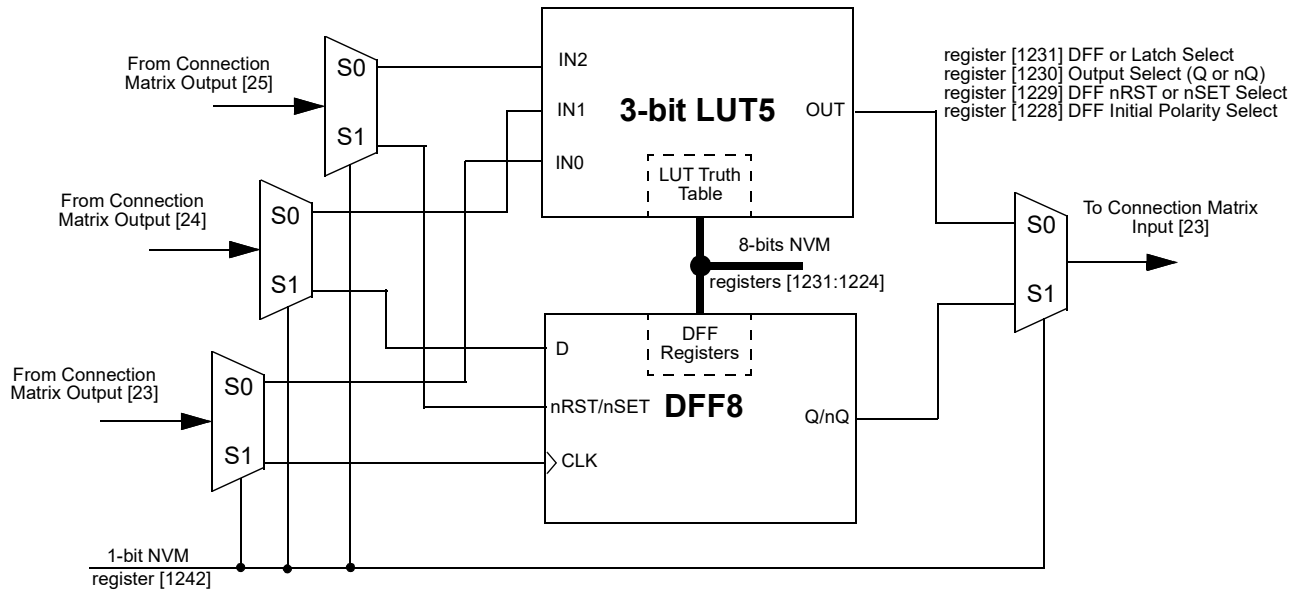 From Connection
Matrix Output [25]
S0
S1
IN2
IN1
IN0
3-bit LUT5
OUT
LUT Truth
Table
register [1231] DFF or Latch Select
register [1230] Output Select (Q or nQ)
register [1229] DFF nRST or nSET Select
register [1228] DFF Initial Polarity Select
From Connection
Matrix Output [24]
S0
S1
8-bits NVM
registers [1231:1224]
S0
S1
To Connection Matrix
Input [23]
From Connection
Matrix Output [23]
S0
S1
D
nRST/nSET
CLK
DFF
Registers
DFF8
Q/nQ
1-bit NVM
register [1242]